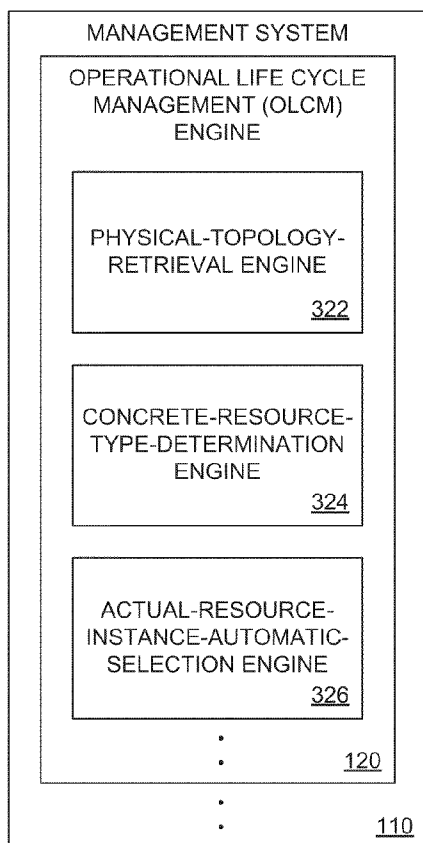 MANAGEMENT SYSTEM
OPERATIONAL LIFE CYCLE
MANAGEMENT (OLCM)
ENGINE
PHYSICAL-TOPOLOGY-
RETRIEVAL ENGINE
322
CONCRETE-RESOURCE-
TYPE-DETERMINATION
ENGINE
324
ACTUAL-RESOURCE-
INSTANCE-AUTOMATIC-
SELECTION ENGINE
326
120
110